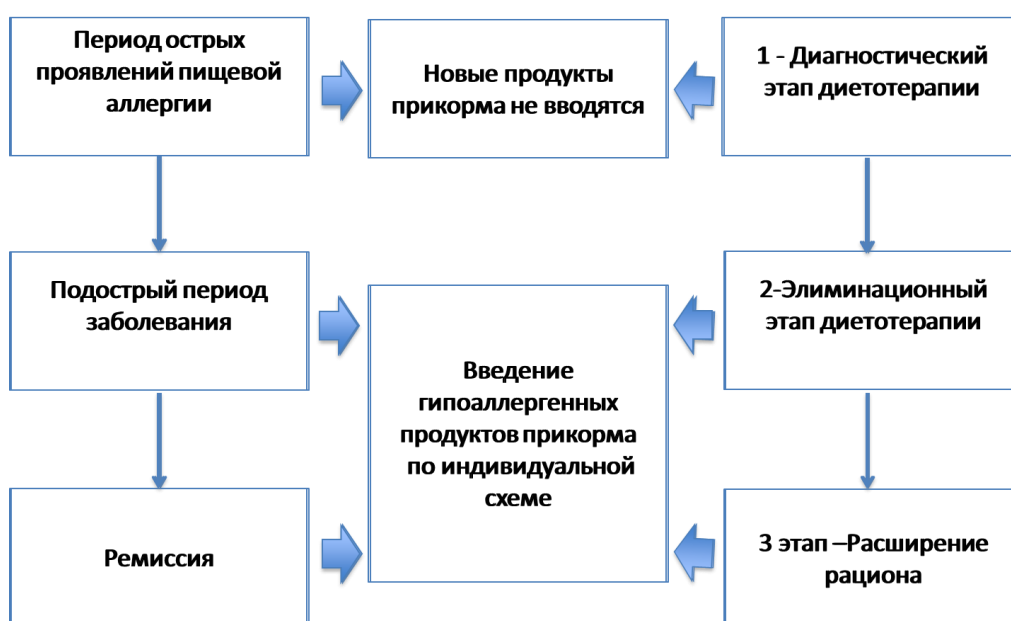 Период острых
проявлений пищевой
аллергии
Новые продукты
прикорма не вводятся
1 - Диагностический
этап диетотерапии
Подострый период
заболевания
Введение
гипоаллергенных
продуктов прикорма
по индивидуальной
схеме
2-Элиминационный
этап диетотерапии
Ремиссия
3 этап –Расширение
рациона